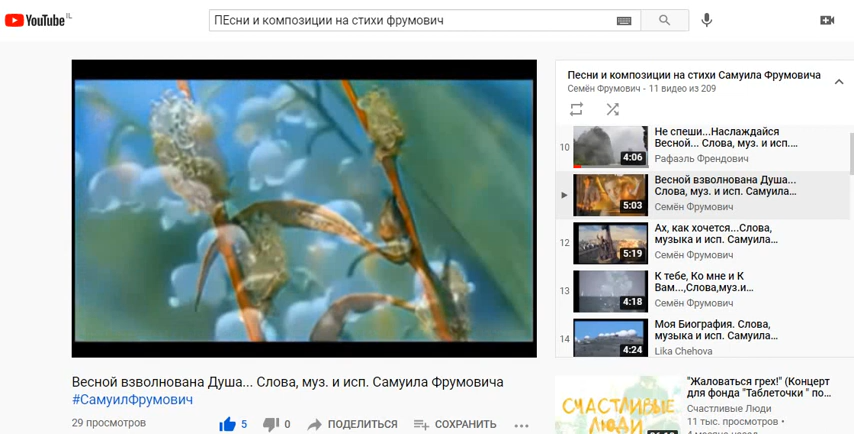 YouTube IL
ПЕсни и композиции на стихи фрумович
Весной взволнована Душа... Слова, муз. и исп. Самуила Фрумовича
#СамуилФрумович
29 просмотров
5
0
ПОДЕЛИТЬСЯ
СОХРАНИТЬ
Песни и композиции на стихи Самуила Фрумовича
Семён Фрумович - 11 видео из 209
10
4:06
Не спеши...Наслаждайся
Весной... Слова, муз. и исп....
Рафаэль Френдович
5:03
Весной взволнована Душа...
Слова, муз. и исп. Самуила...
Семён Фрумович
12
5:19
Ах, как хочется...Слова,
музыка и исп. Самуила...
Семён Фрумович
13
4:18
К тебе, Ко мне и К
Вам...,Слова,муз.и...
Семён Фрумович
14
4:24
Моя Биография. Слова,
музыка и исп. Самуила...
Lika Chehova
СЧАСТЛИВЫЕ
ЛЮДИ
"Жаловаться грех!" (Концерт
для фонда "Таблеточки " по...
Счастливые Люди
11 тыс. просмотров •